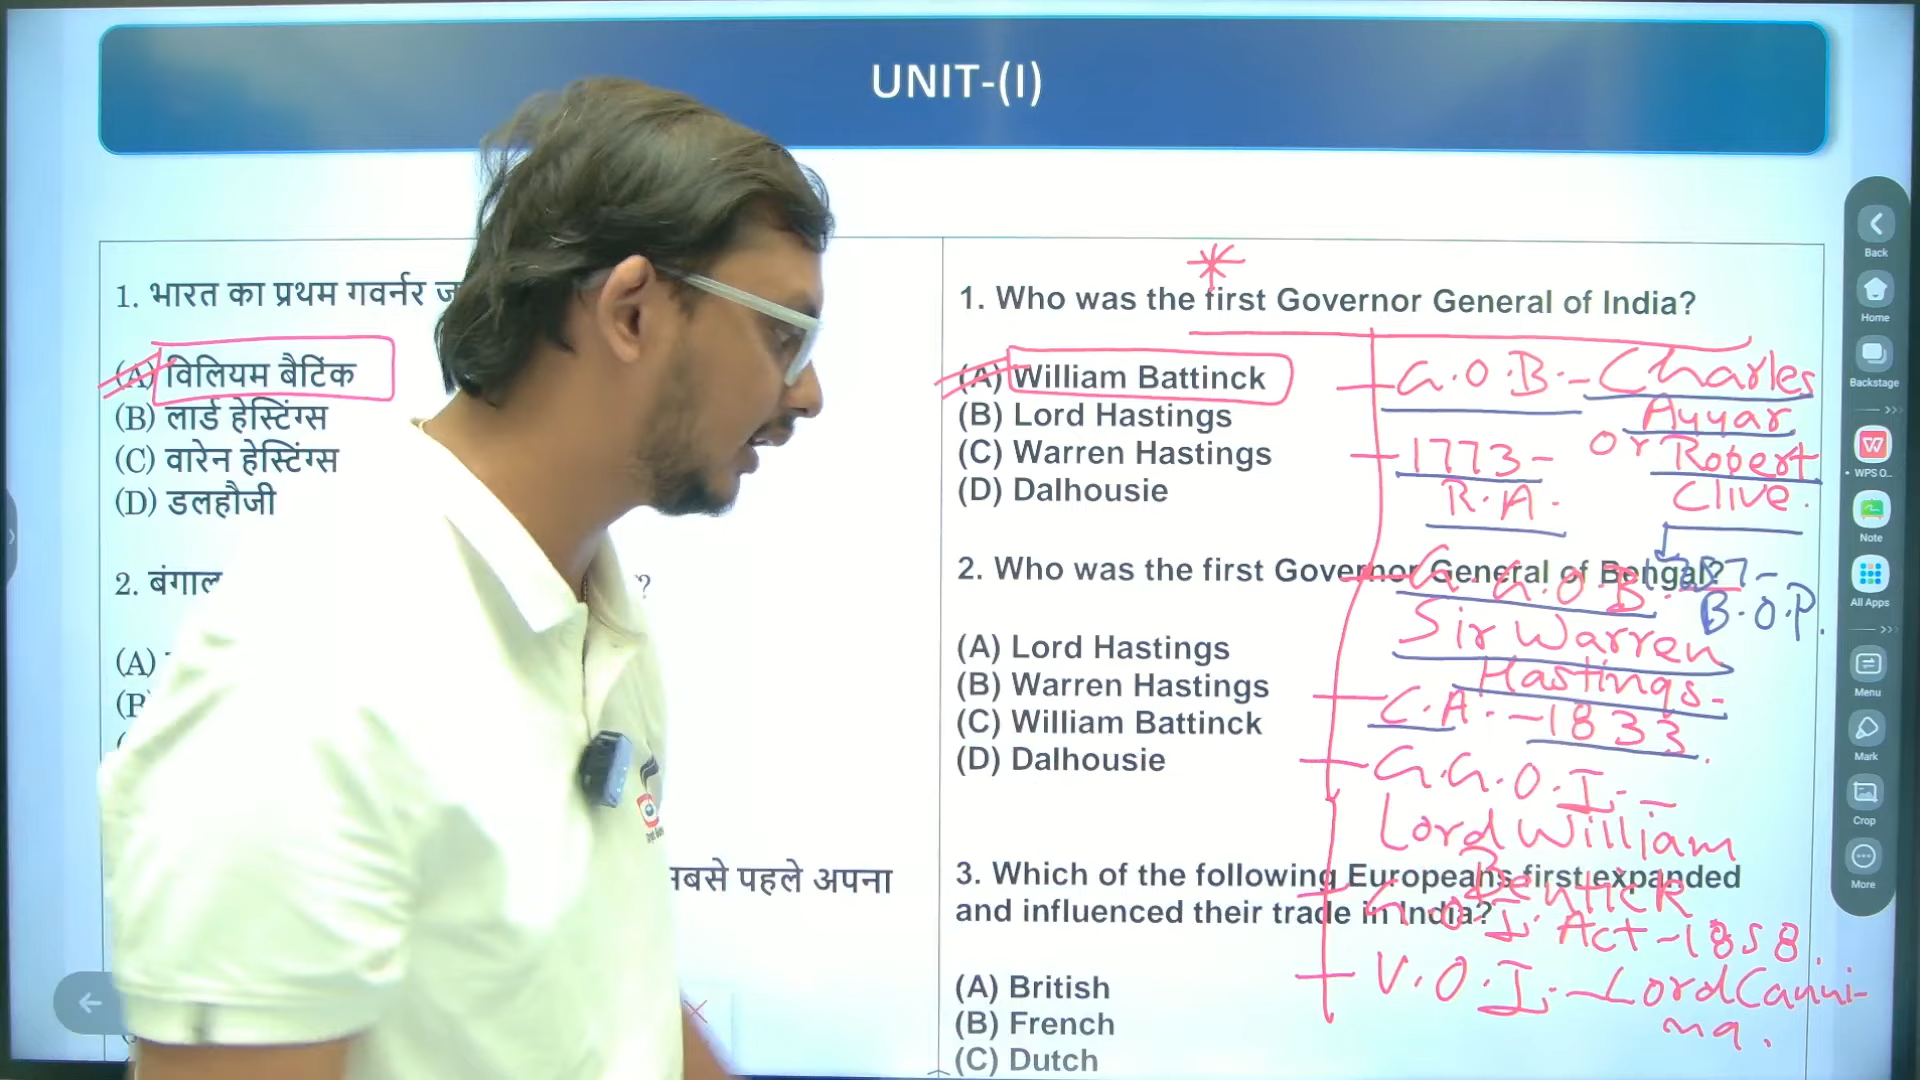 UNIT-(I)
1. भारत का प्रथम गवर्नर
(A) विलियम बैटिंक
(B) लार्ड हेस्टिंग्स
(C) वारेन हेस्टिंग्स
(D) डलहौजी
2. बंगाल
?
(A)
सबसे पहले अपना
1. Who was the first Governor General of India?
(A) William Battinck
(B) Lord Hastings
(C) Warren Hastings
(D) Dalhousie
2. Who was the first Governor General of Bengal?
(A) Lord Hastings
(B) Warren Hastings
(C) William Battinck
(D) Dalhousie
3. Which of the following Europeans first expanded
and influenced their trade in India?
(A) British
(B) French
(C) Dutch
G.O.B. - Charles
Ayyar
or Robert
Clive.
1773 -
R.A.
B.O.P.
G.G.O.B.
Sir Warren
Hastings -
C.A. - 1833.
G.G.O.I. -
Lord William
Bentick
G.O.I. Act - 1858.
V.O.I. - Lord Canni-
ng.
Back
Home
Backstage
WPS O...
Note
All Apps
Menu
Mark
Crop
More